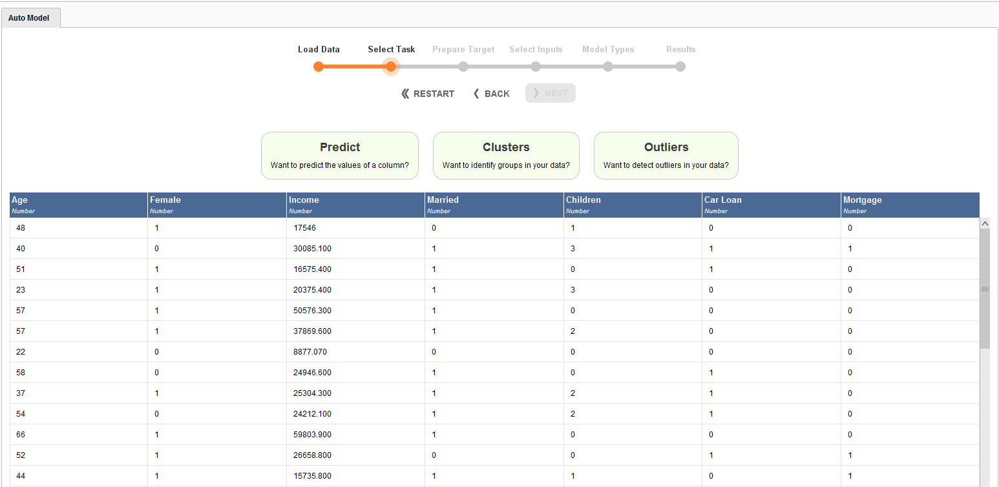 Auto Model
Load Data Select Task Prepare Target Select Inputs Model Types Results
RESTART BACK NEXT
Predict Clusters Outliers
Want to predict the values of a column? Want to identify groups in your data? Want to detect outliers in your data?
Age Female Income Married Children Car Loan Mortgage
Number Number Number Number Number Number Number
48 1 17546 0 1 0 0
40 0 30085.100 1 3 1 1
51 1 16575.400 1 0 1 0
23 1 20375.400 1 3 0 0
57 1 50576.300 1 0 0 0
57 1 37869.600 1 2 0 0
22 0 8877.070 0 0 0 0
58 0 24946.600 1 0 1 0
37 1 25304.300 1 2 1 0
54 0 24212.100 1 2 1 0
66 1 59803.900 1 0 0 0
52 1 26658.800 0 0 1 1
44 1 15735.800 1 1 0 1